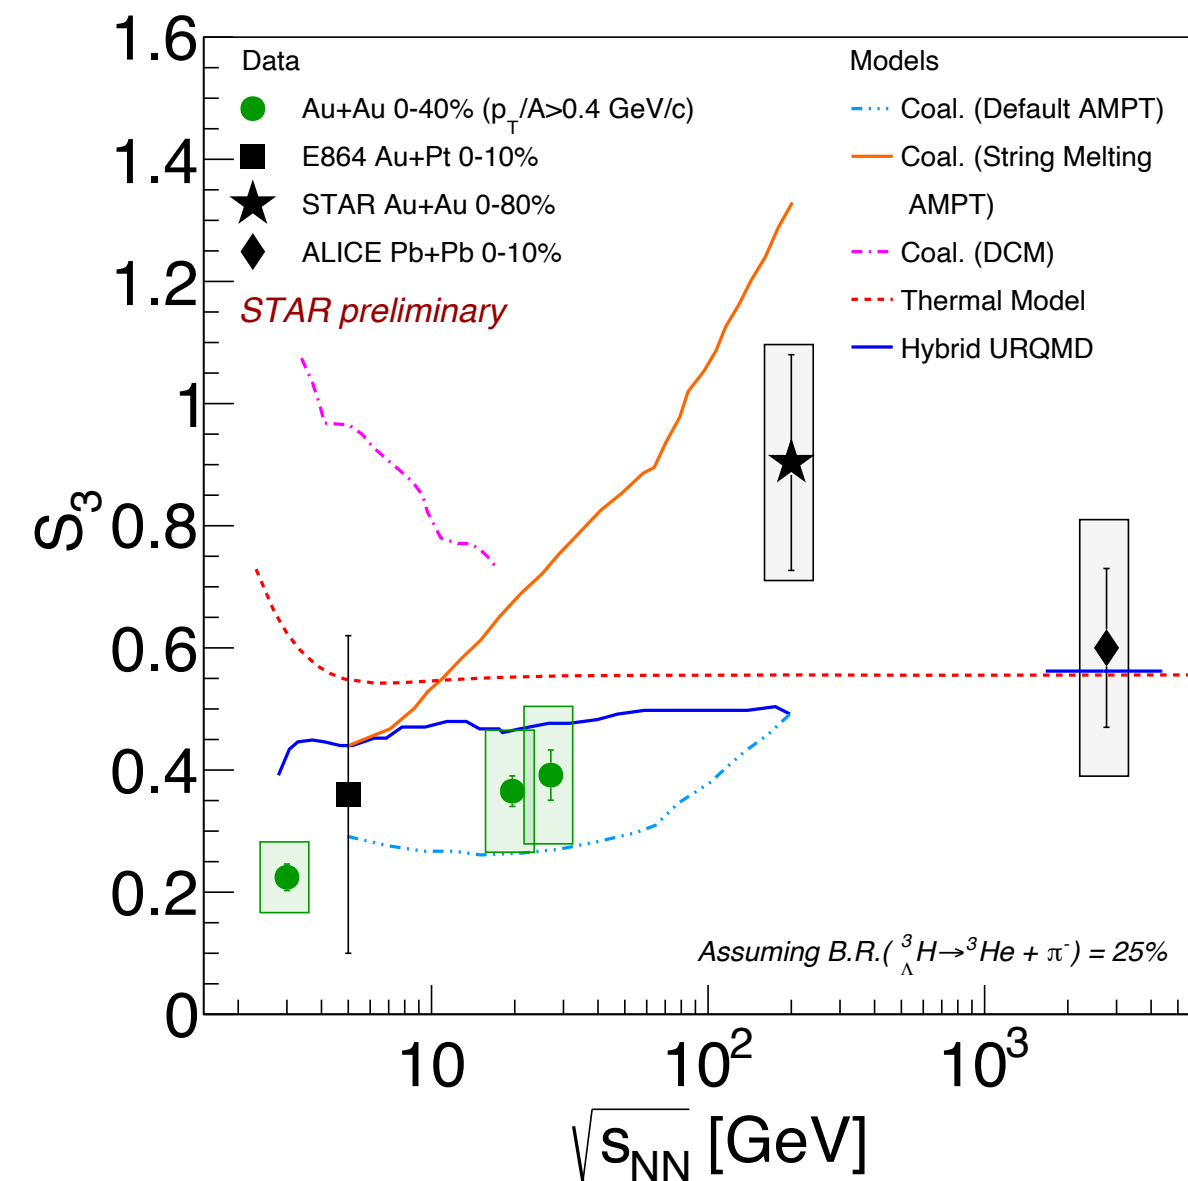 Data
Au+Au 0-40% (p_T/A>0.4 GeV/c)
E864 Au+Pt 0-10%
STAR Au+Au 0-80%
ALICE Pb+Pb 0-10%
STAR preliminary
Models
Coal. (Default AMPT)
Coal. (String Melting
AMPT)
Coal. (DCM)
Thermal Model
Hybrid URQMD
1.6
1.4
1.2
1
0.8
0.6
0.4
0.2
0
S₃
Assuming B.R.( ³_ΛH→³He + π⁻) = 25%
10
10²
10³
√s_NN [GeV]